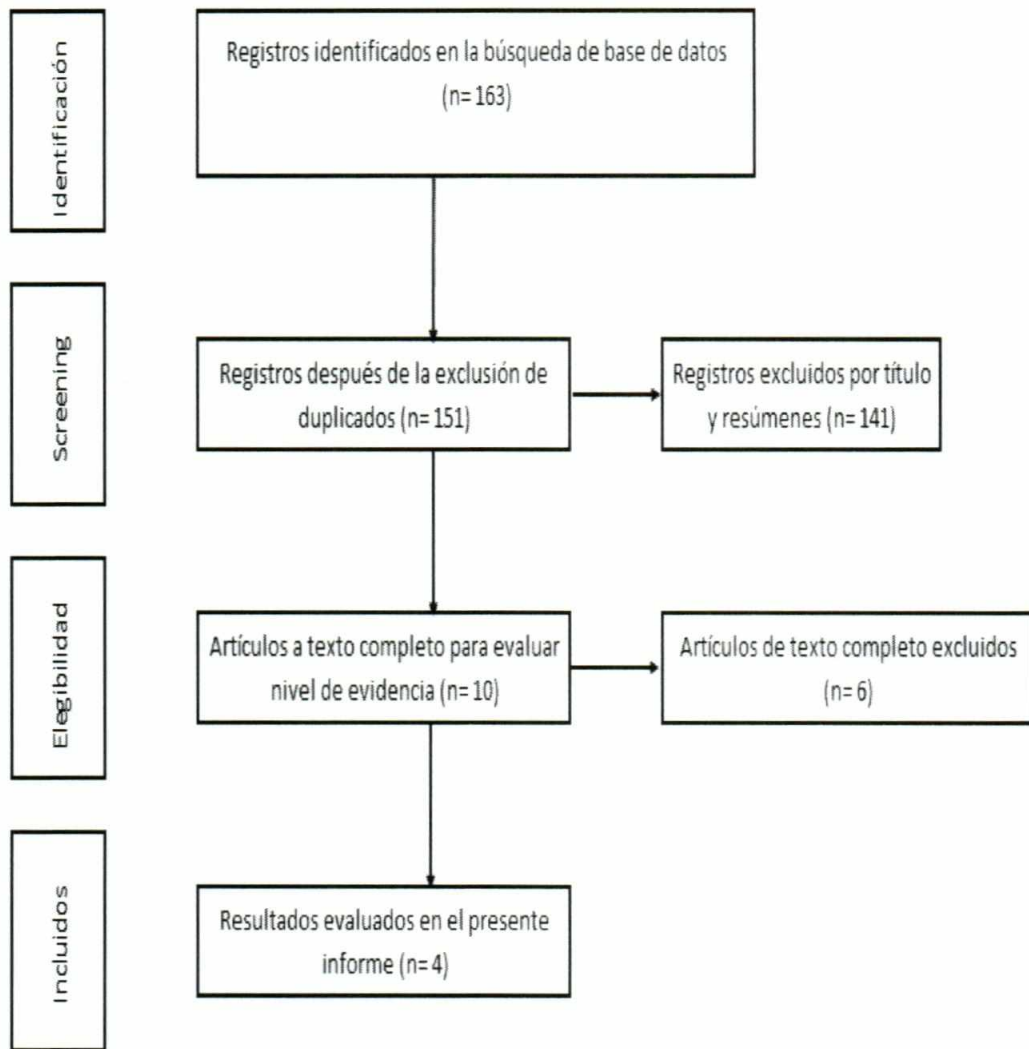 Identificación
Registros identificados en la búsqueda de base de datos
(n= 163)
Screening
Registros después de la exclusión de
duplicados (n= 151)
Registros excluidos por título
y resúmenes (n= 141)
Elegibilidad
Artículos a texto completo para evaluar
nivel de evidencia (n= 10)
Artículos de texto completo excluidos
(n= 6)
Incluidos
Resultados evaluados en el presente
informe (n= 4)